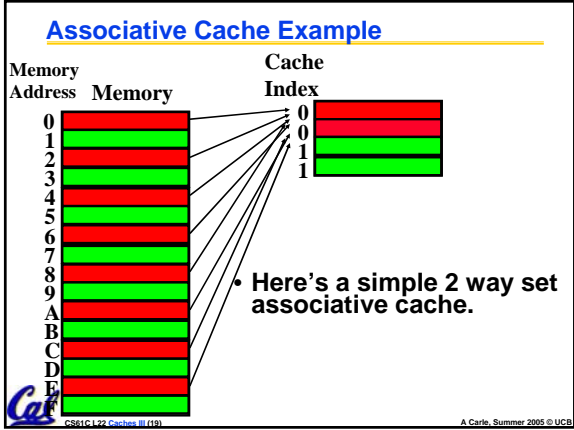 Associative Cache Example
Memory
Address Memory
Cache
Index
0
1
2
3
4
5
6
7
8
9
A
B
C
D
E
F
0
0
1
1
• Here's a simple 2 way set
associative cache.
Cal
CS61C L22 Caches III (19)
A Carle, Summer 2005 © UCB